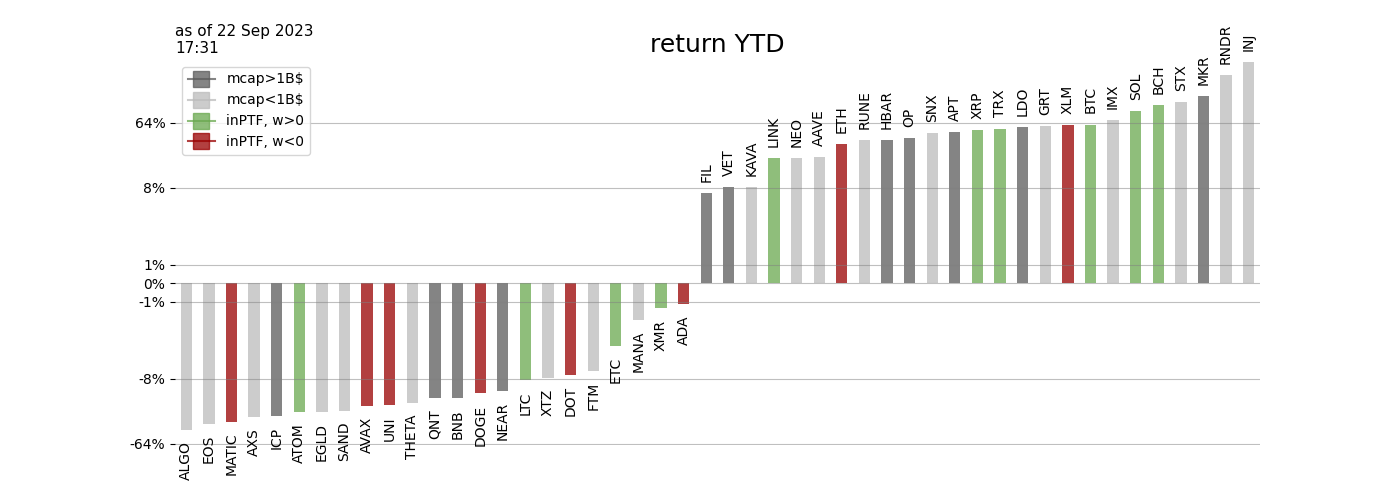 as of 22 Sep 2023
17:31
return YTD
mcap>1B$
mcap<1B$
inPTF, w>0
inPTF, w<0
64%
8%
1%
0%
-1%
-8%
-64%
ALGO
EOS
MATIC
AXS
ICP
ATOM
EGLD
SAND
AVAX
UNI
THETA
QNT
BNB
DOGE
NEAR
LTC
XTZ
DOT
FTM
ETC
MANA
XMR
ADA
FIL
VET
KAVA
LINK
NEO
AAVE
ETH
RUNE
HBAR
OP
SNX
APT
XRP
TRX
LDO
GRT
XLM
BTC
IMX
SOL
BCH
STX
MKR
RNDR
INJ